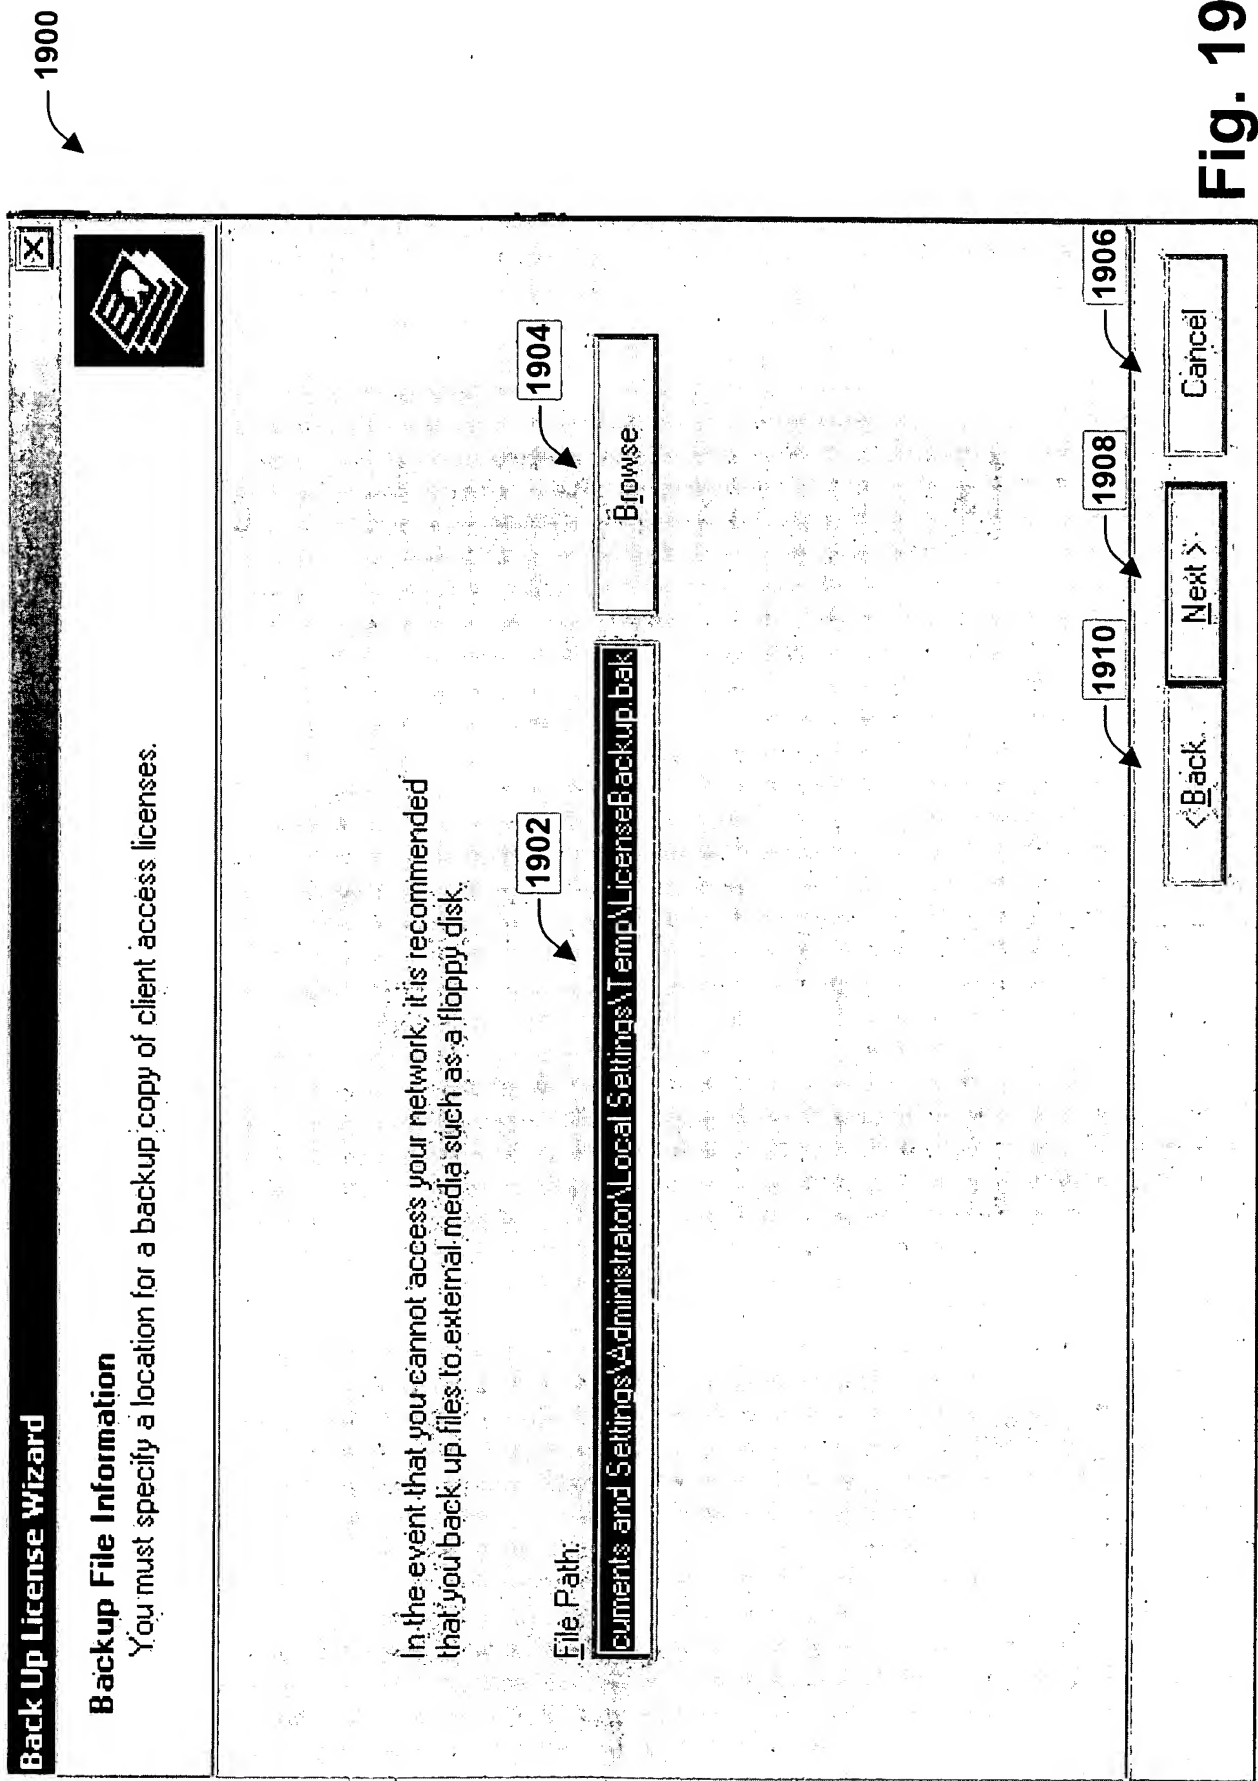 1900
Back Up License Wizard
Backup File Information
You must specify a location for a backup copy of client access licenses.
In the event that you cannot access your network, it is recommended
that you back up files to external media such as a floppy disk.
1902
1904
File Path:
cuments and Settings\Administrator\Local Settings\Temp\LicenseBackup.bak
Browse
1910
1908
1906
< Back
Next >
Cancel
Fig. 19